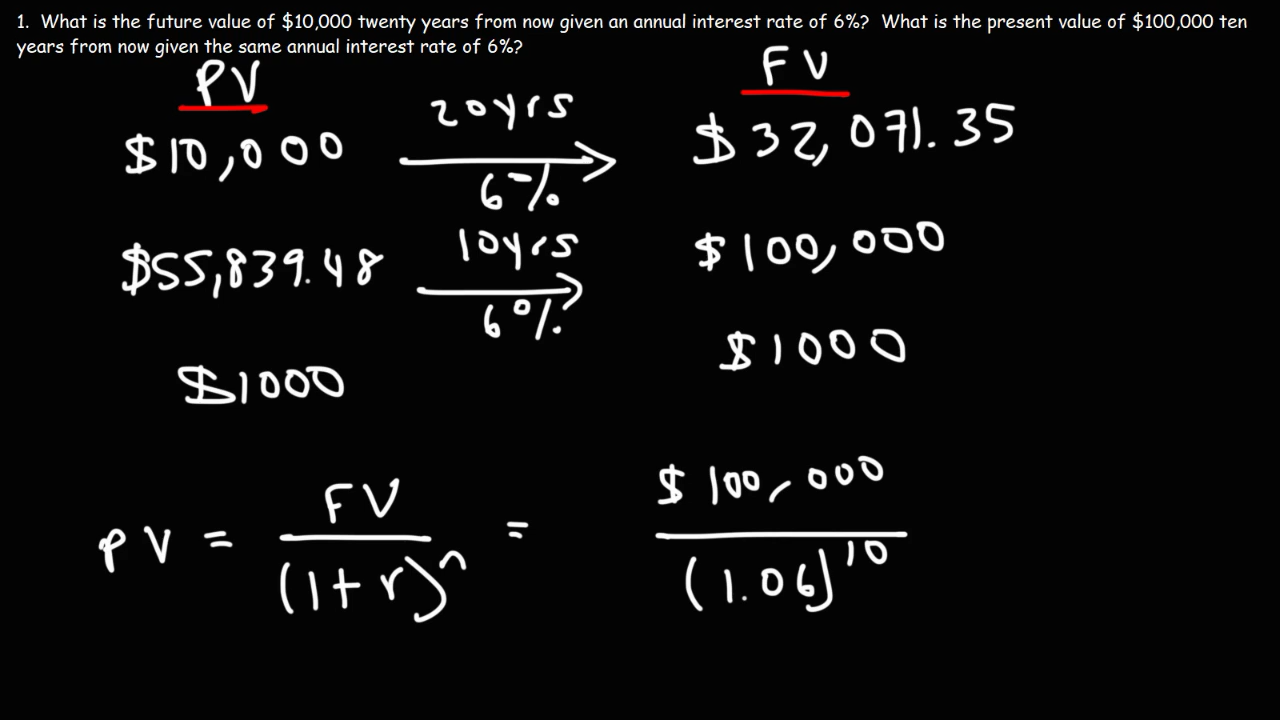 1. What is the future value of $10,000 twenty years from now given an annual interest rate of 6%? What is the present value of $100,000 ten
years from now given the same annual interest rate of 6%?
PV FV
$10,000 20yrs $32,071.35
6%
$55,839.48 10yrs $100,000
6%
$1000 $1000
PV = FV / (1+r)^n = $100,000 / (1.06)^10